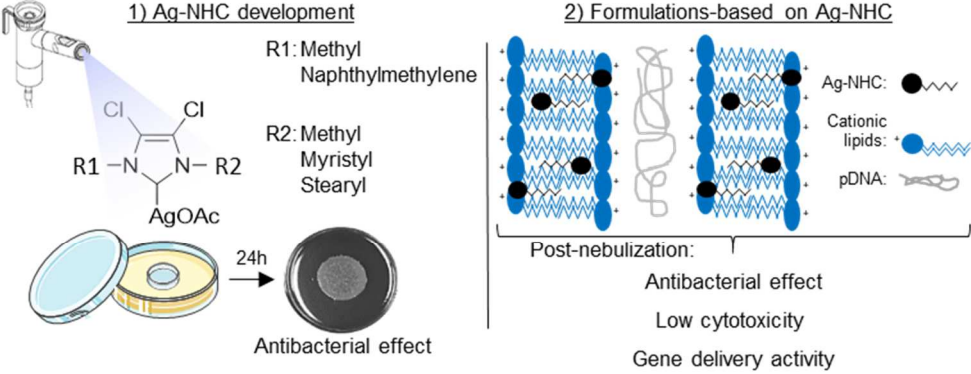 1) Ag-NHC development
R1: Methyl
Naphthylmethylene
R2: Methyl
Myristyl
Stearyl
Cl Cl
R1 N N R2
AgOAc
24h
Antibacterial effect
2) Formulations-based on Ag-NHC
+ +
+ +
+ +
+ +
Ag-NHC:
Cationic
lipids:
+
pDNA:
Post-nebulization:
Antibacterial effect
Low cytotoxicity
Gene delivery activity